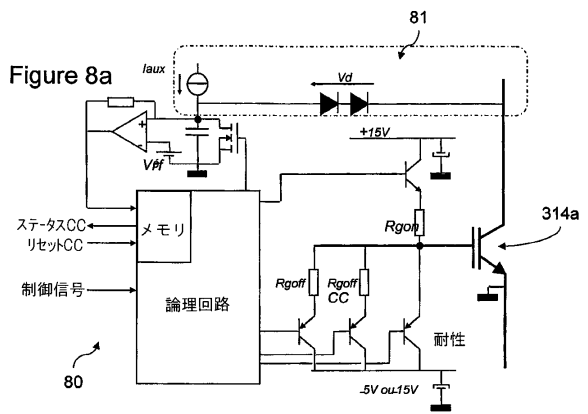 81
Iaux
Vd
Figure 8a
+15V
ステータスCC
リセットCC
メモリ
Rgon
314a
制御信号
論理回路
Rgoff
Rgoff
CC
耐性
80
-5V ou-15V